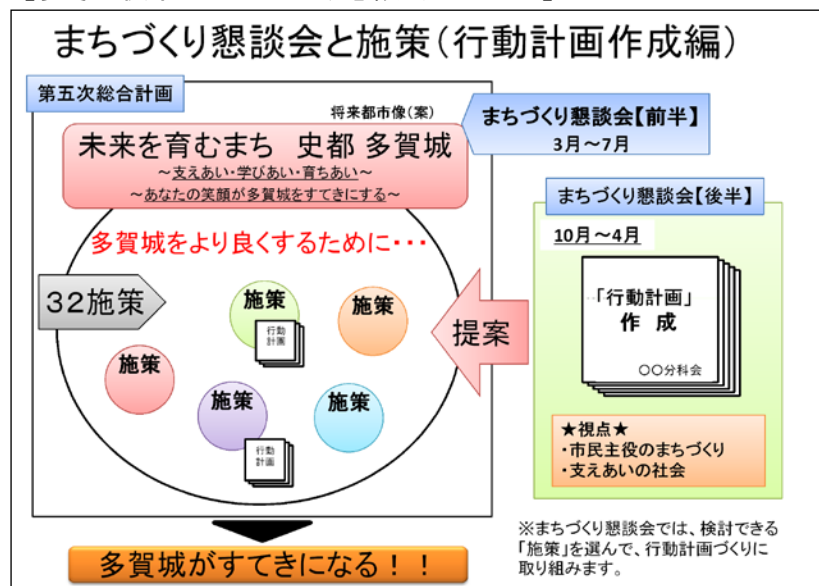 まちづくり懇談会と施策(行動計画作成編)
第五次総合計画
将来都市像(案)
未来を育むまち 史都 多賀城
~支えあい・学びあい・育ちあい~
~あなたの笑顔が多賀城をすてきにする~
まちづくり懇談会【前半】
3月~7月
多賀城をより良くするために・・・
32施策
施策
行動
計画
施策
施策
施策
行動
計画
施策
提案
まちづくり懇談会【後半】
10月~4月
「行動計画」
作 成
〇〇分科会
★視点★
・市民主役のまちづくり
・支えあいの社会
多賀城がすてきになる!!
※まちづくり懇談会では、検討できる
「施策」を選んで、行動計画づくりに
取り組みます。